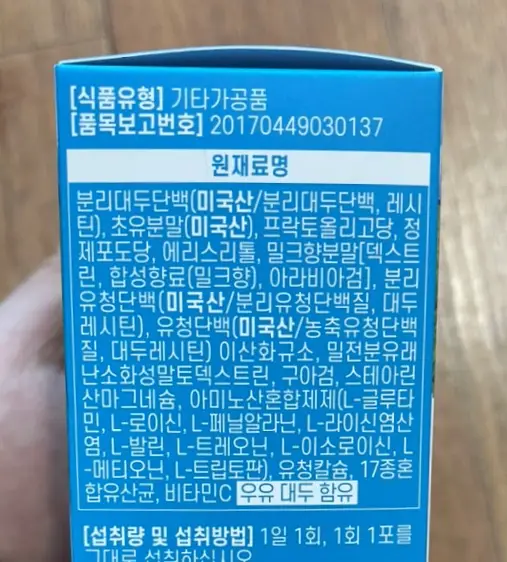 [식품유형] 기타가공품
[품목보고번호] 20170449030137
원재료명
분리대두단백(미국산/분리대두단백, 레시
틴), 초유분말(미국산), 프락토올리고당, 정
제포도당, 에리스리톨, 밀크향분말[덱스트
린, 합성향료(밀크향), 아라비아검], 분리
유청단백(미국산/분리유청단백질, 대두
레시틴), 유청단백(미국산/농축유청단백
질, 대두레시틴) 이산화규소, 밀전분유래
난소화성말토덱스트린, 구아검, 스테아린
산마그네슘, 아미노산혼합제제(L-글루타
민, L-로이신, L-페닐알라닌, L-라이신염산
염, L-발린, L-트레오닌, L-이소로이신, L
-메티오닌, L-트립토판), 유청칼슘, 17종혼
합유산균, 비타민C 우유 대두 함유
[섭취량 및 섭취방법] 1일 1회, 1회 1포를
그대로 섭취하십시오